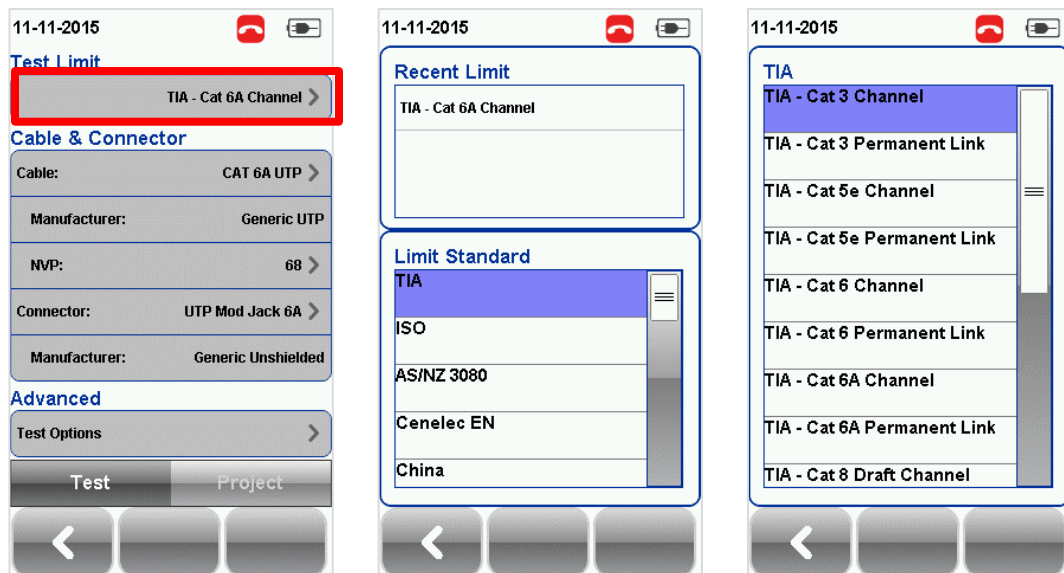 11-11-2015
Test Limit
TIA - Cat 6A Channel
Cable & Connector
Cable: CAT 6A UTP
Manufacturer: Generic UTP
NVP: 68
Connector: UTP Mod Jack 6A
Manufacturer: Generic Unshielded
Advanced
Test Options
Test Project
11-11-2015
Recent Limit
TIA - Cat 6A Channel
Limit Standard
TIA
ISO
AS/NZ 3080
Cenelec EN
China
11-11-2015
TIA
TIA - Cat 3 Channel
TIA - Cat 3 Permanent Link
TIA - Cat 5e Channel
TIA - Cat 5e Permanent Link
TIA - Cat 6 Channel
TIA - Cat 6 Permanent Link
TIA - Cat 6A Channel
TIA - Cat 6A Permanent Link
TIA - Cat 8 Draft Channel